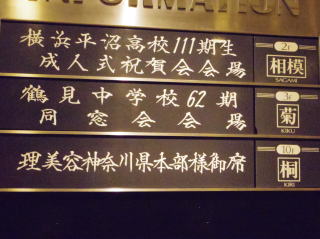 INFORMATION
横浜平沼高校111期生
成人式祝賀会会場
2F
相模
SAGAMI
鶴見中学校62期
同窓会会場
3F
菊
KIKU
理美容神奈川県本部様御席
10F
桐
KIRI